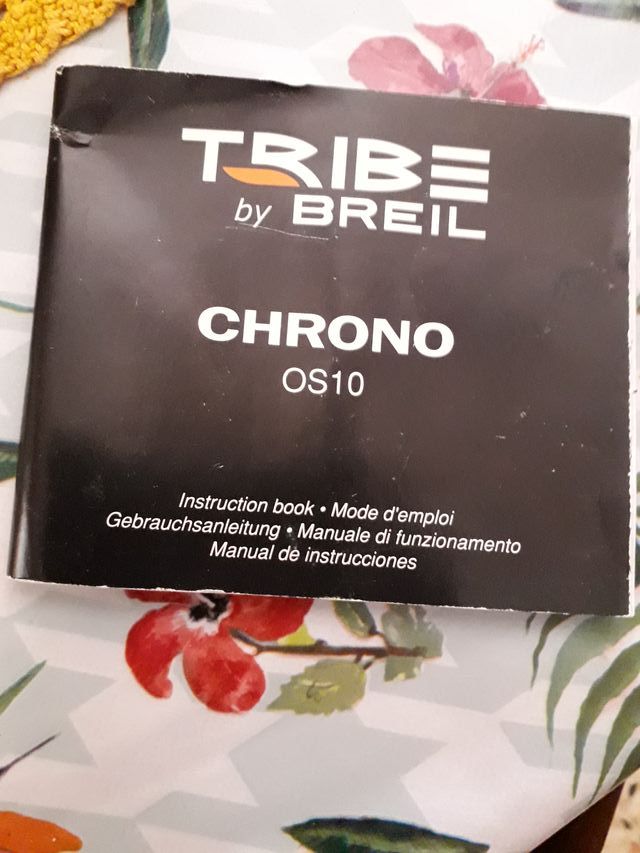 TRIBE
by BREIL
CHRONO
OS10
Instruction book • Mode d'emploi
Gebrauchsanleitung • Manuale di funzionamento
Manual de instrucciones